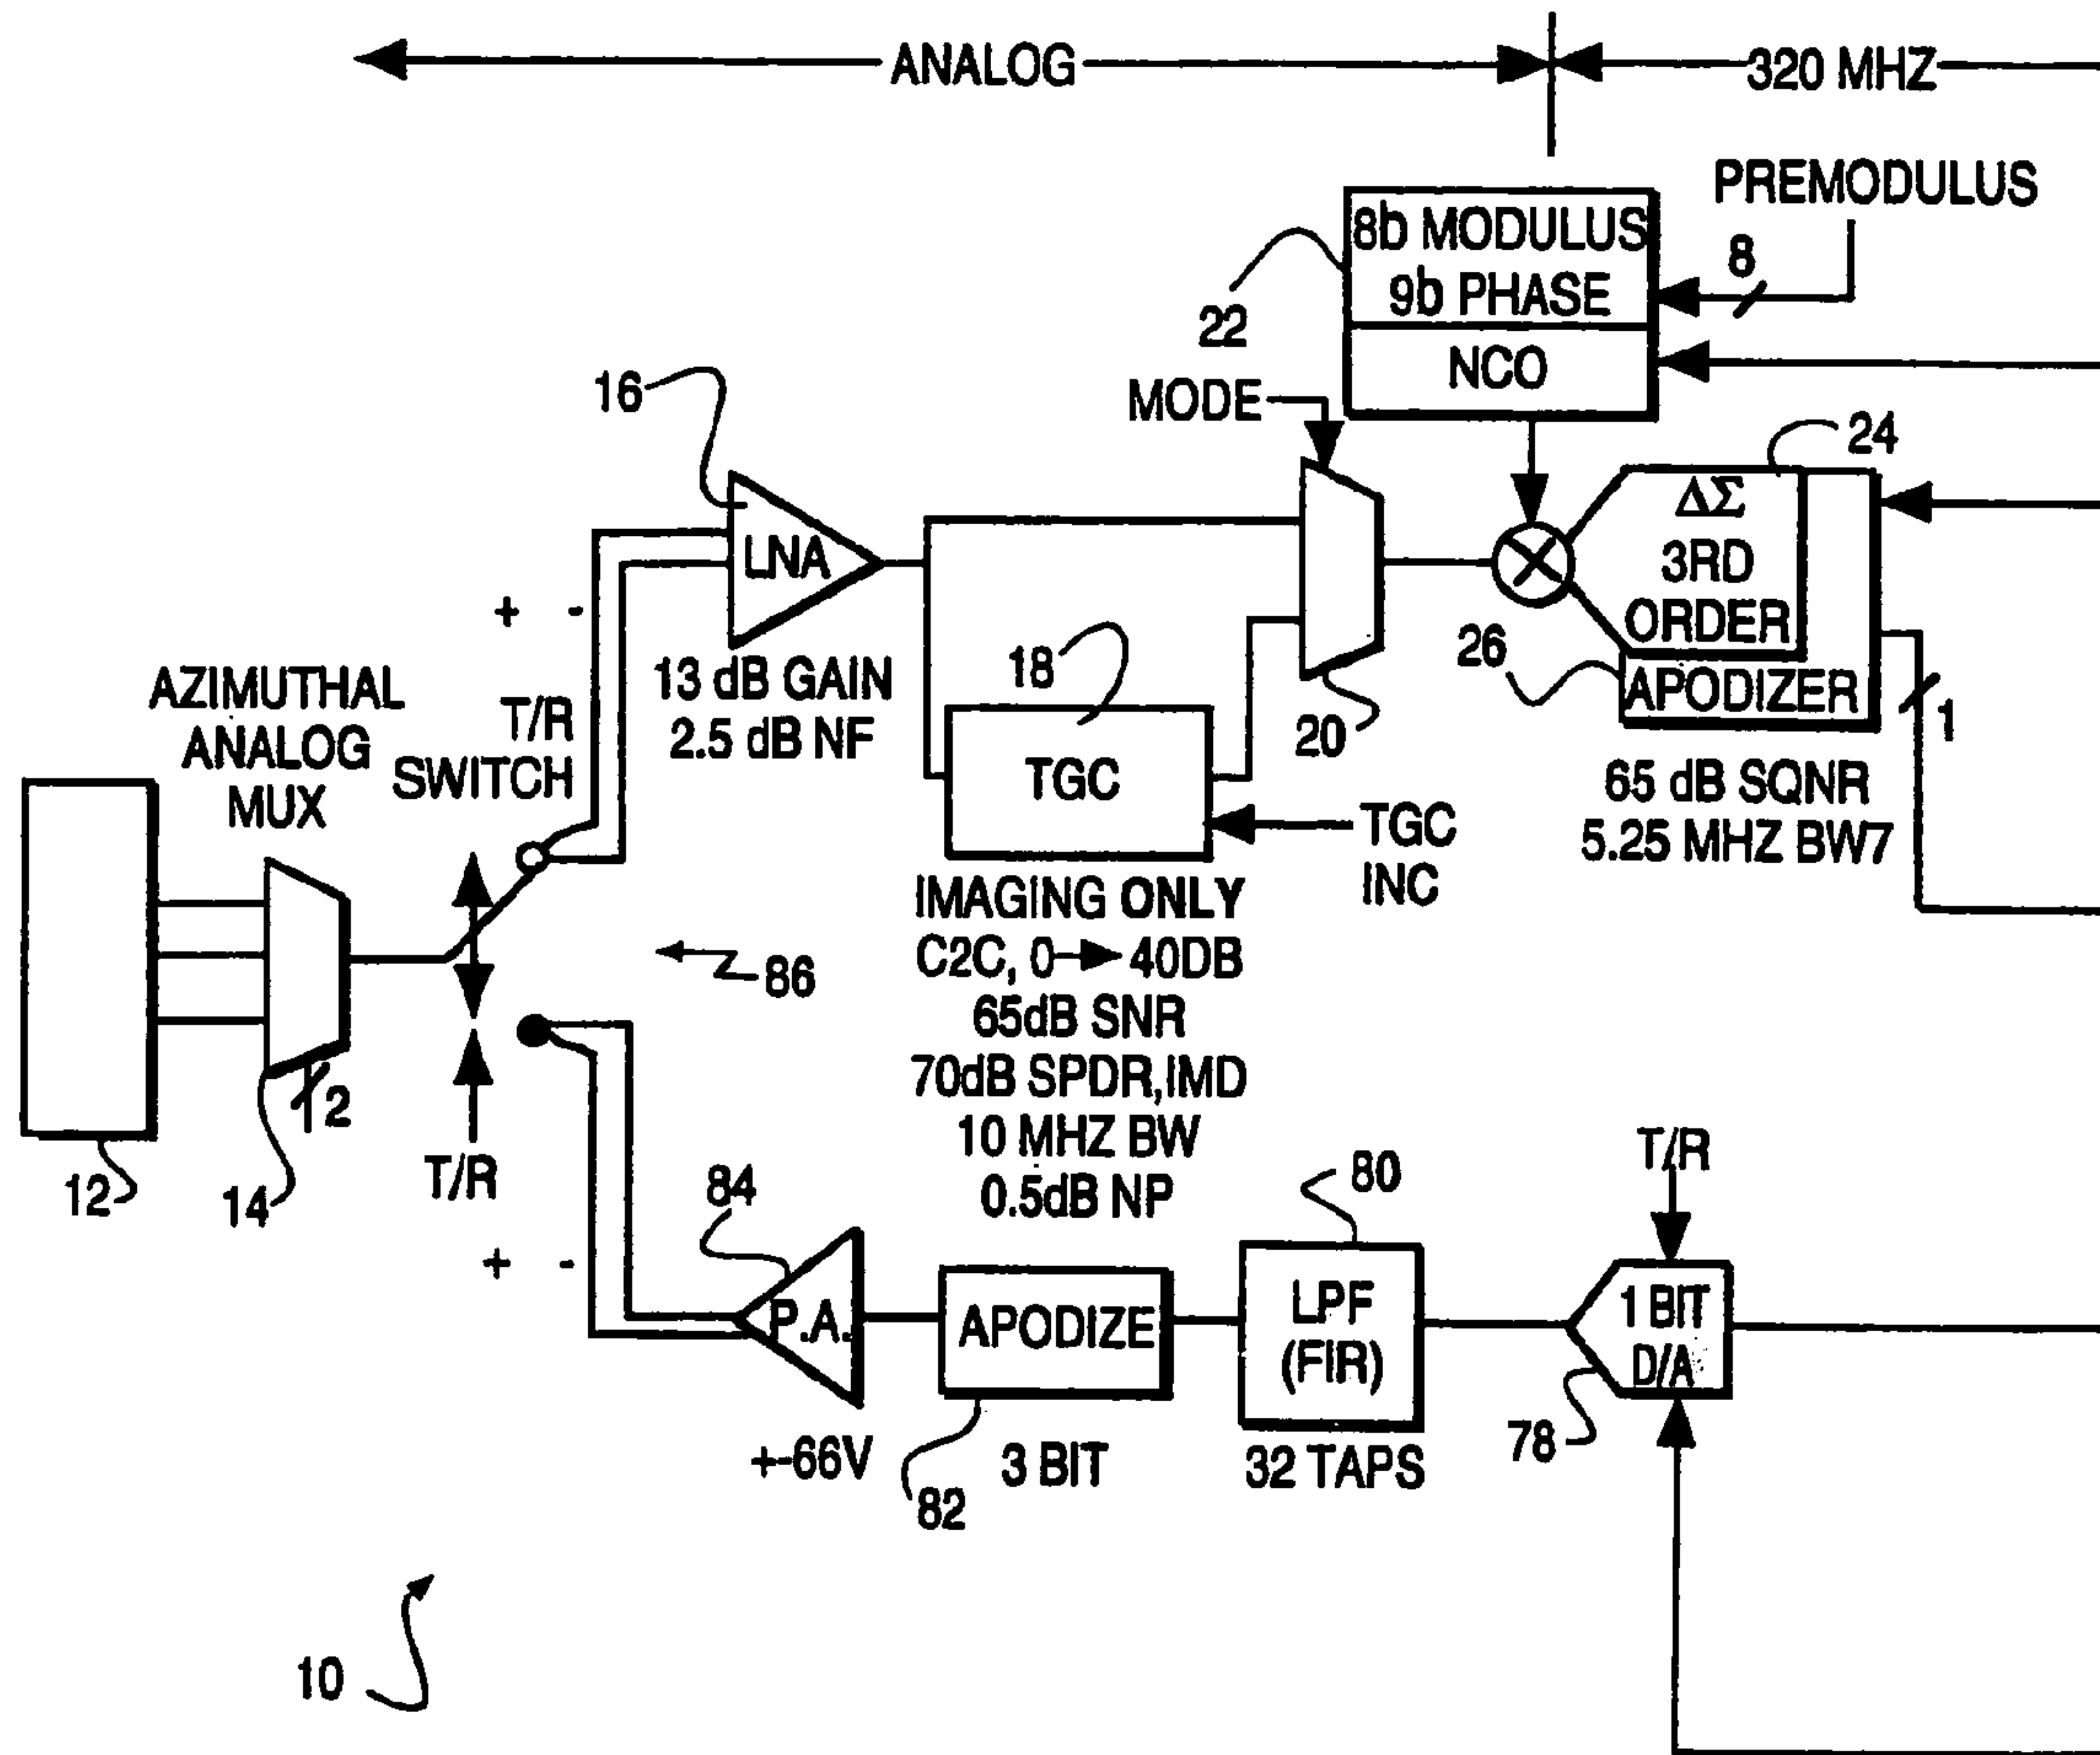 ANALOG
320 MHZ
PREMODULUS
8b MODULUS
9b PHASE
8
NCO
22
MODE
16
24
LNA
ΔΣ
3RD
ORDER
+ -
13 dB GAIN
2.5 dB NF
18
26
APODIZER
1
20
AZIMUTHAL
ANALOG
MUX
T/R
SWITCH
TGC
TGC
INC
65 dB SQNR
5.25 MHZ BW7
IMAGING ONLY
C2C, 0 40DB
65dB SNR
70dB SPDR,IMD
10 MHZ BW
0.5dB NP
86
2
12
14
T/R
84
80
T/R
+ -
P.A.
APODIZE
LPF
(FIR)
1 BIT
D/A
78
+-66V
82
3 BIT
32 TAPS
10